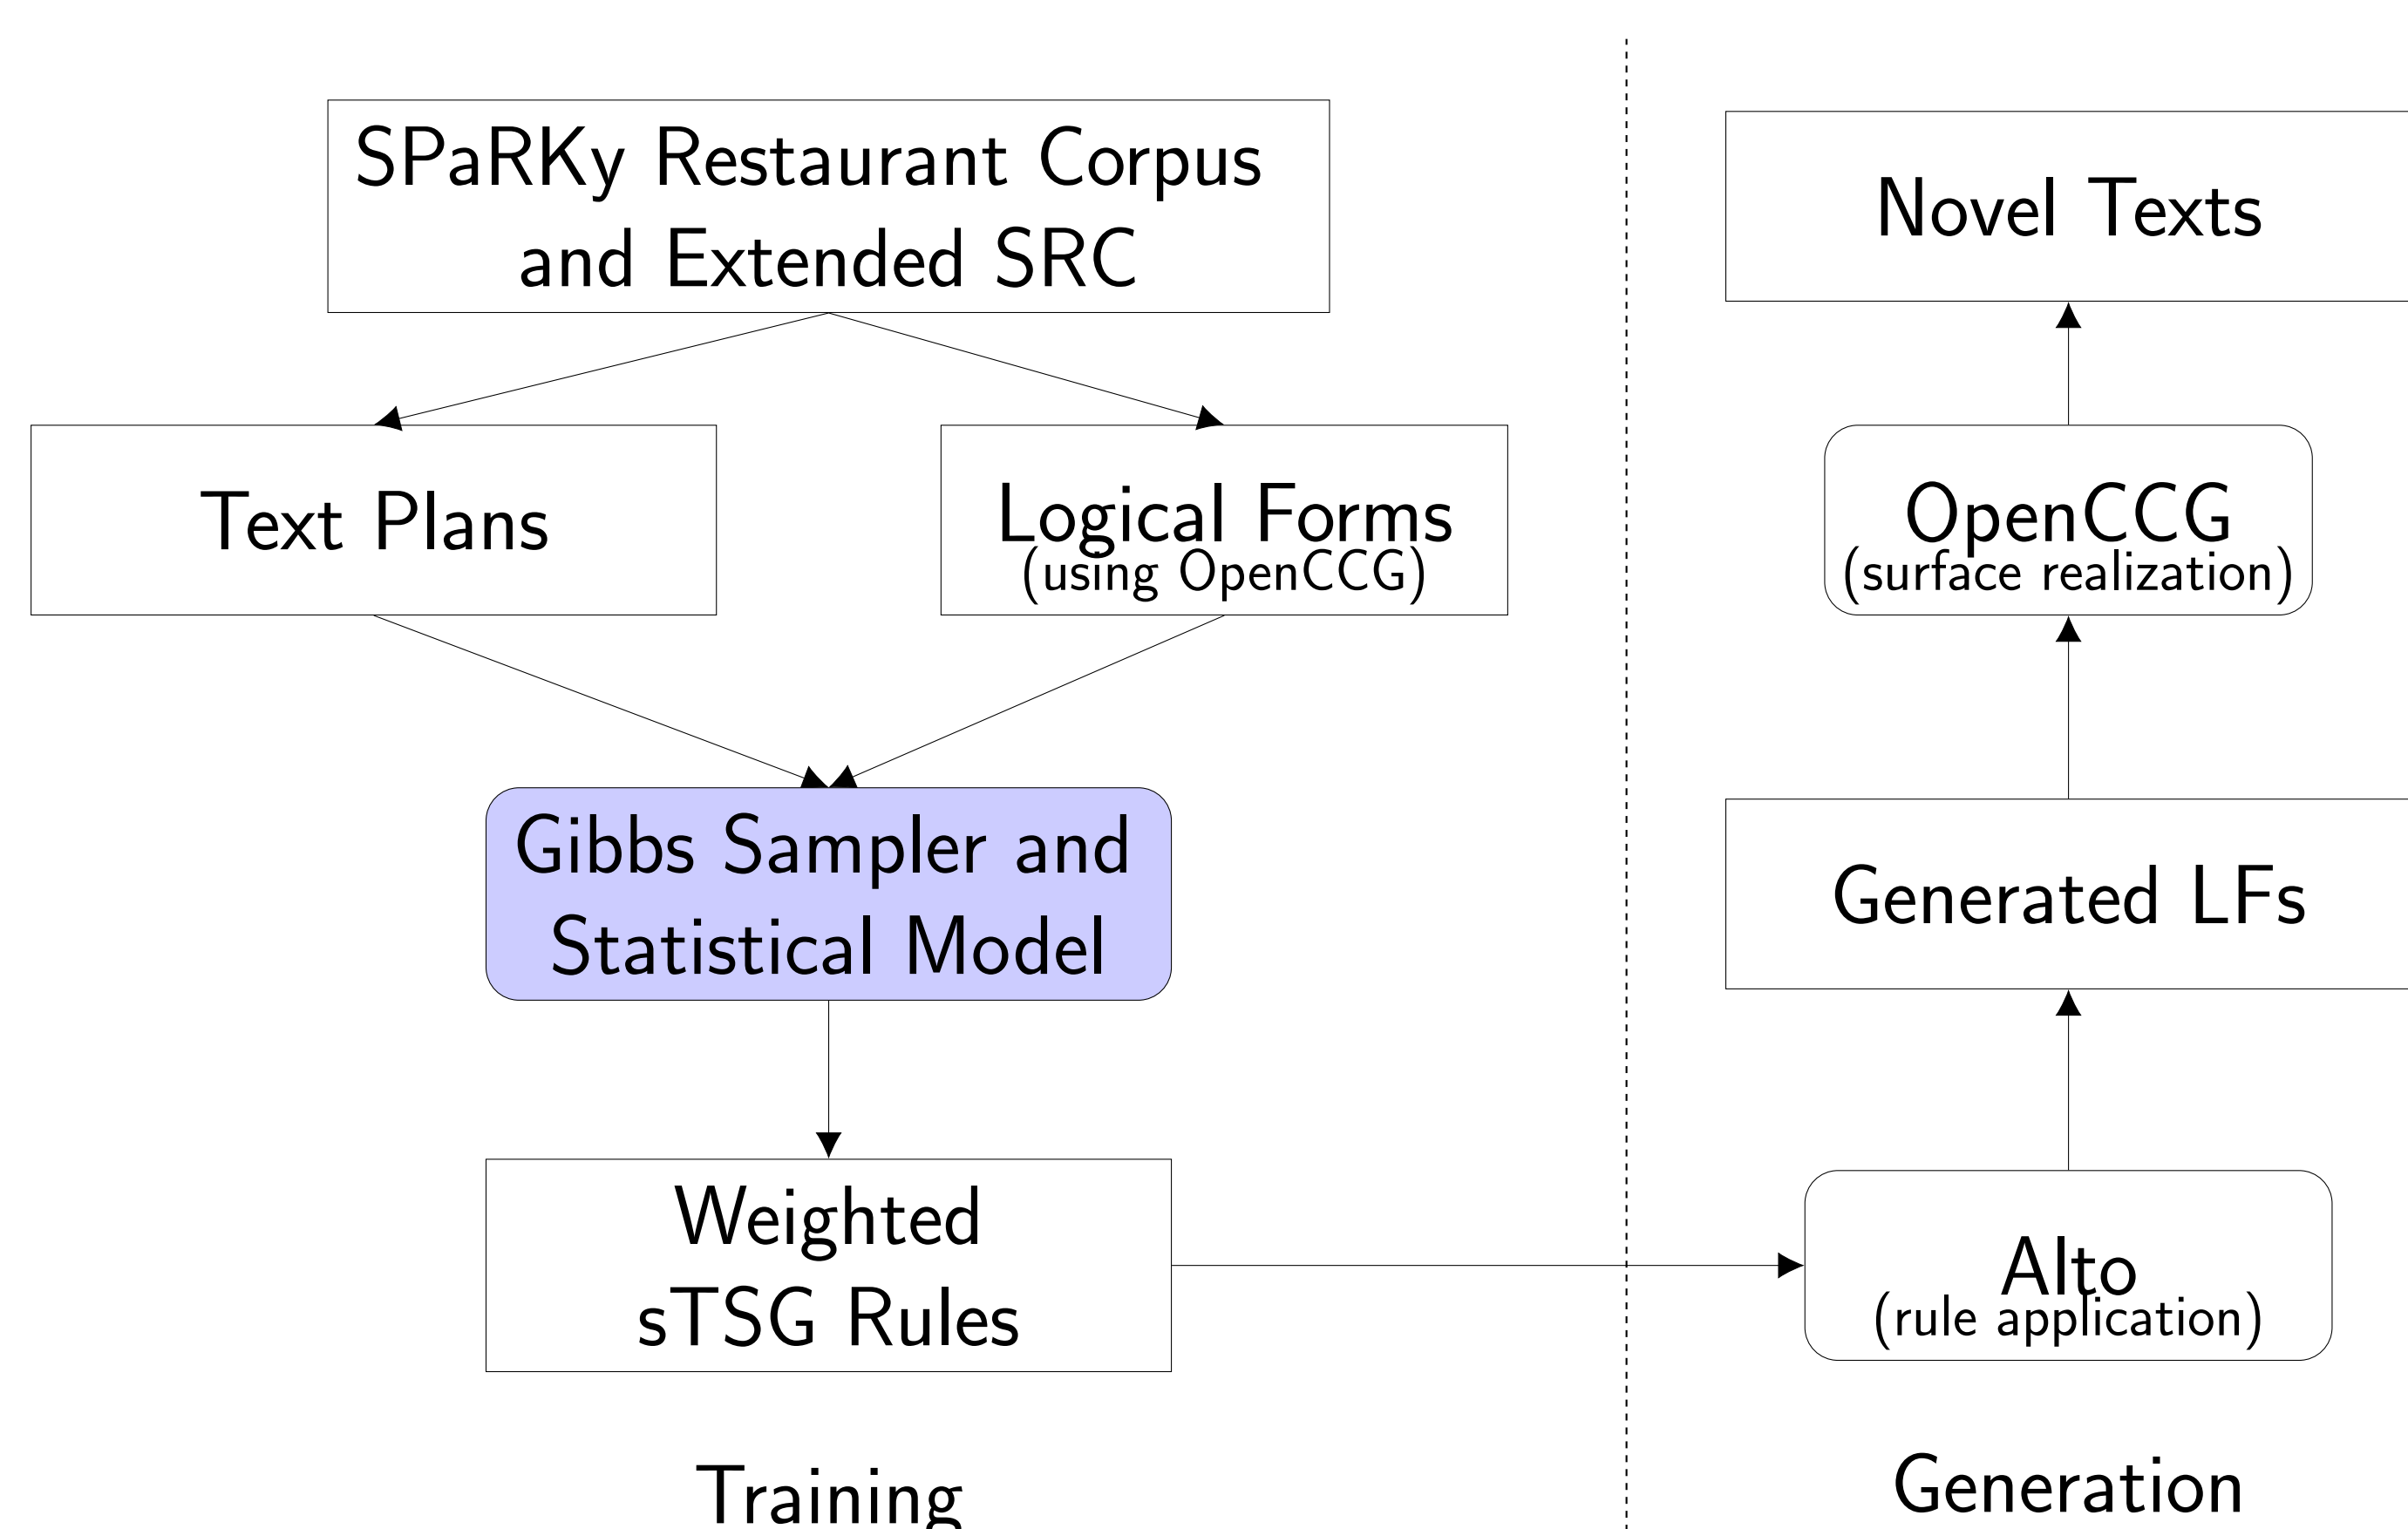 SPaRKy Restaurant Corpus
and Extended SRC
Text Plans
Logical Forms
(using OpenCCG)
Gibbs Sampler and
Statistical Model
Weighted
sTSG Rules
Training
Novel Texts
OpenCCG
(surface realization)
Generated LFs
Alto
(rule application)
Generation